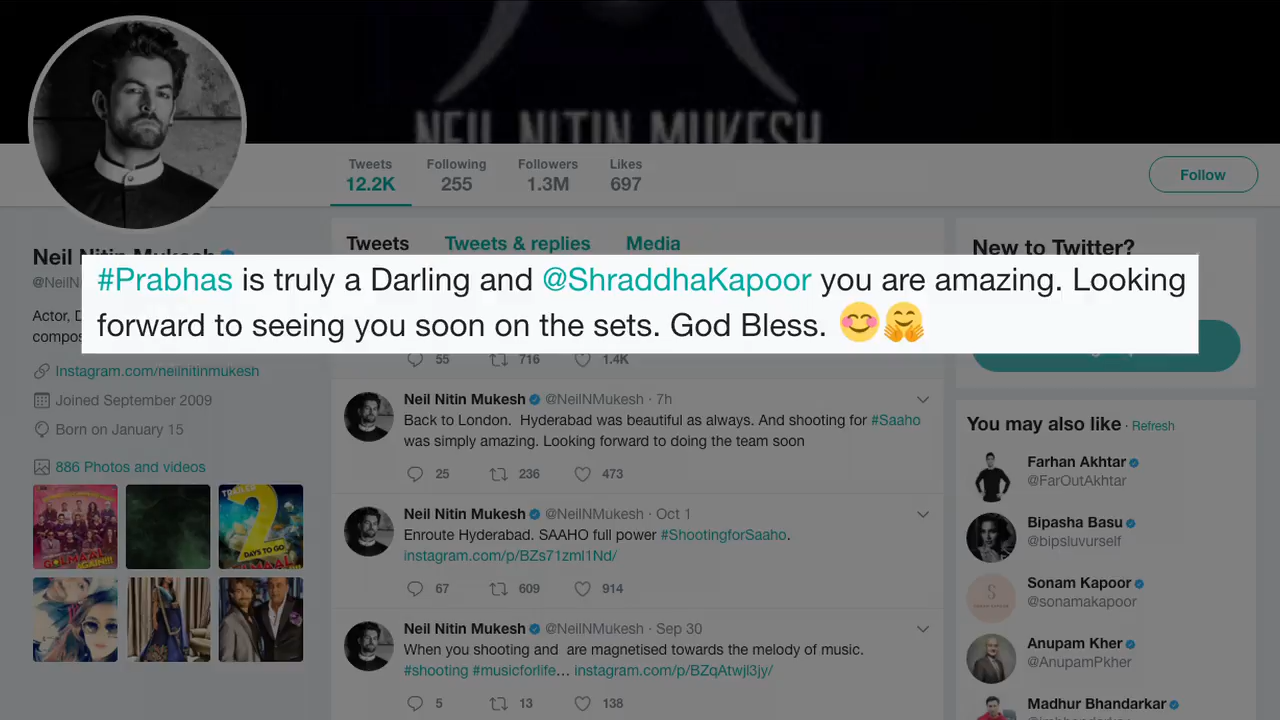 NEIL NITIN MUKESH
Tweets Following Followers Likes
12.2K 255 1.3M 697
Follow
Neil Nitin Mukesh
@NeilN
Actor, D
compos
Instagram.com/neilnitinmukesh
Joined September 2009
Born on January 15
886 Photos and videos
GOLMAAL
AGAIN!!!
TRAILER
2
DAYS TO GO
Tweets Tweets & replies Media
#Prabhas is truly a Darling and @ShraddhaKapoor you are amazing. Looking
forward to seeing you soon on the sets. God Bless. 😊🤗
55 716 1.4K
Neil Nitin Mukesh @NeilNMukesh · 7h
Back to London. Hyderabad was beautiful as always. And shooting for #Saaho
was simply amazing. Looking forward to doing the team soon
25 236 473
Neil Nitin Mukesh @NeilNMukesh · Oct 1
Enroute Hyderabad. SAAHO full power #ShootingforSaaho.
instagram.com/p/BZs71zml1Nd/
67 609 914
Neil Nitin Mukesh @NeilNMukesh · Sep 30
When you shooting and are magnetised towards the melody of music.
#shooting #musicforlife… instagram.com/p/BZqAtwjl3jy/
5 13 138
New to Twitter?
You may also like · Refresh
Farhan Akhtar
@FarOutAkhtar
Bipasha Basu
@bipsluvurself
Sonam Kapoor
@sonamakapoor
Anupam Kher
@AnupamPkher
Madhur Bhandarkar